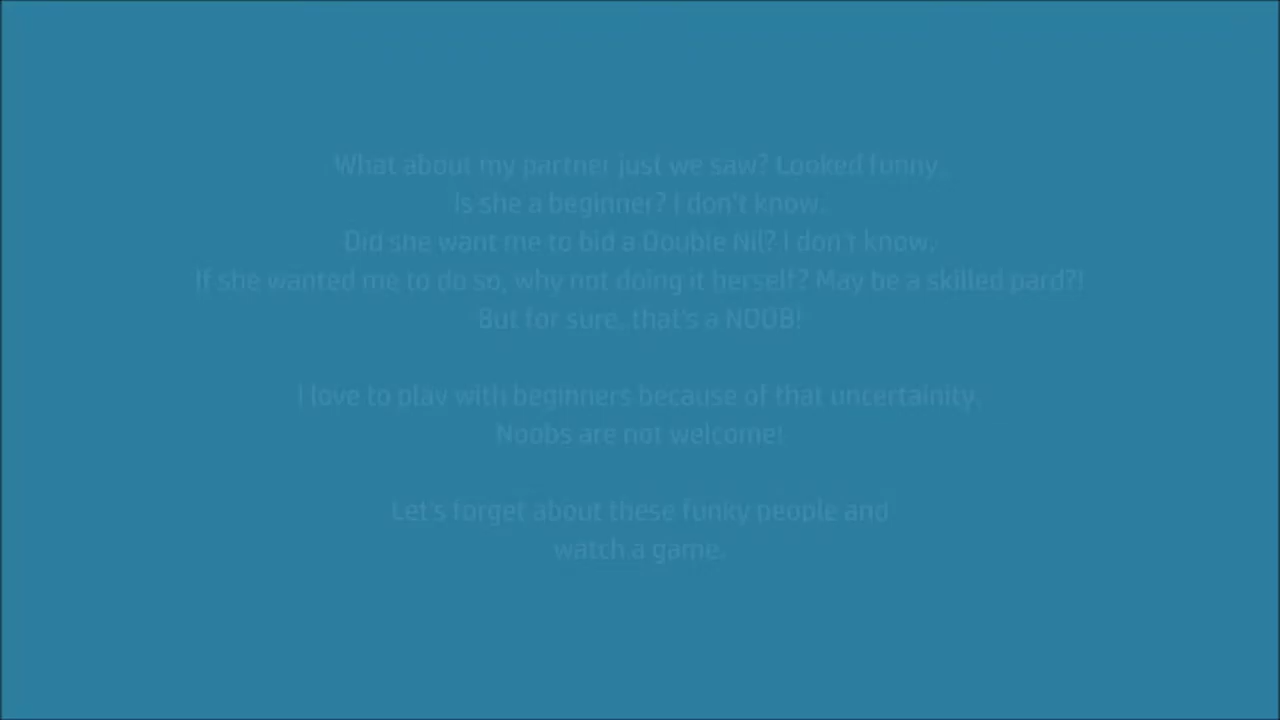 What about my partner just we saw? Looked funny.
Is she a beginner? I don't know.
Did she want me to bid a Double Nil? I don't know.
If she wanted me to do so, why not doing it herself? May be a skilled pard?!
But for sure, that's a NOOB!
I love to play with beginners because of that uncertainity.
Noobs are not welcome!
Let's forget about these funky people and
watch a game.